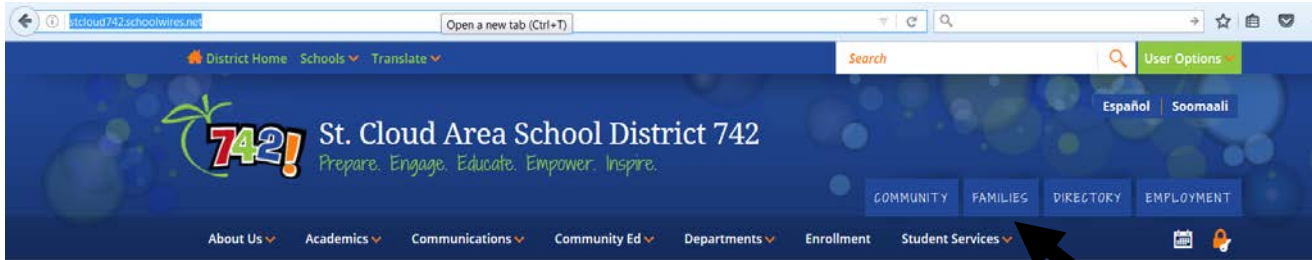 stcloud742.schoolwires.net
Open a new tab (Ctrl+T)
District Home Schools Translate
Search
User Options
Español Soomaali
742!
St. Cloud Area School District 742
Prepare. Engage. Educate. Empower. Inspire.
COMMUNITY FAMILIES DIRECTORY EMPLOYMENT
About Us Academics Communications Community Ed Departments Enrollment Student Services